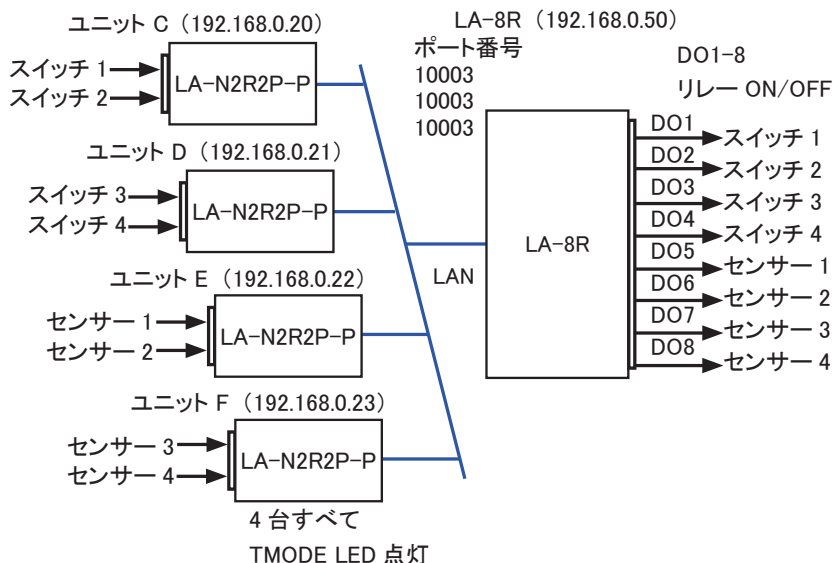 ユニット C（192.168.0.20）
スイッチ 1
スイッチ 2
LA-N2R2P-P
ユニット D（192.168.0.21）
スイッチ 3
スイッチ 4
LA-N2R2P-P
ユニット E（192.168.0.22）
センサー 1
センサー 2
LA-N2R2P-P
ユニット F（192.168.0.23）
センサー 3
センサー 4
LA-N2R2P-P
4 台すべて
TMODE LED 点灯
LAN
LA-8R（192.168.0.50）
ポート番号
10003
10003
10003
LA-8R
DO1-8
リレー ON/OFF
DO1
スイッチ 1
DO2
スイッチ 2
DO3
スイッチ 3
DO4
スイッチ 4
DO5
センサー 1
DO6
センサー 2
DO7
センサー 3
DO8
センサー 4